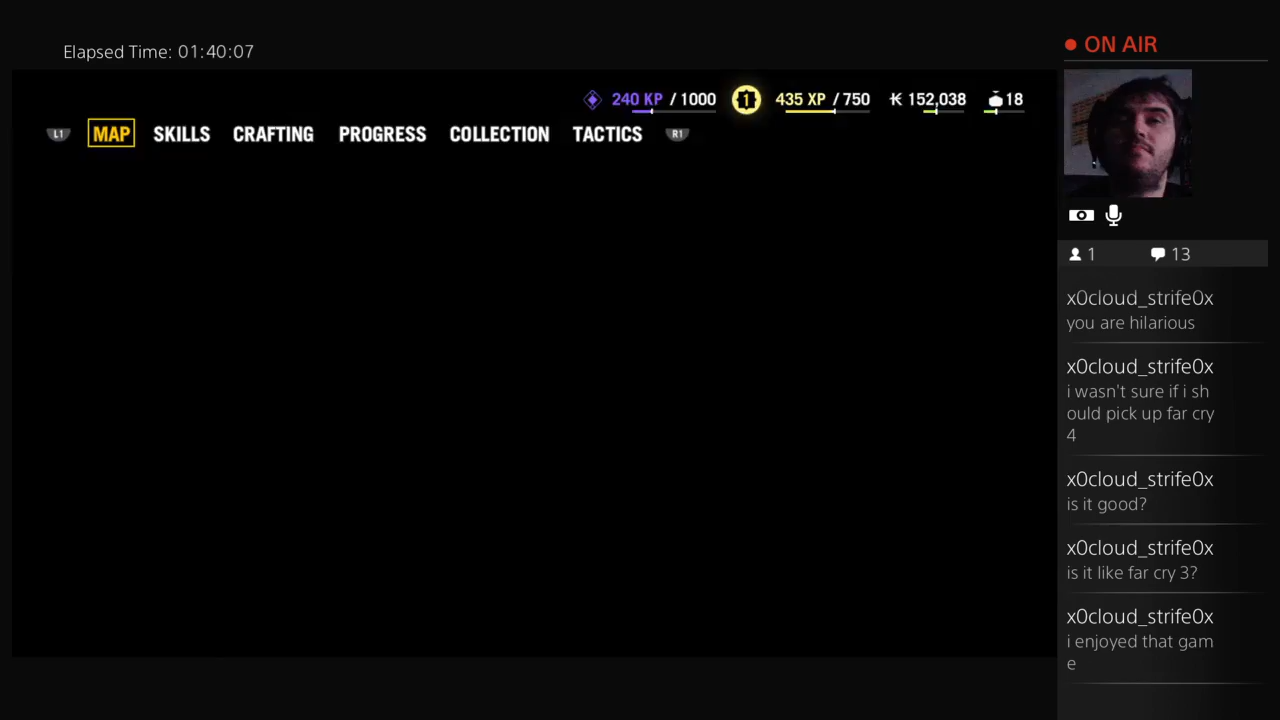 Elapsed Time: 01:40:07
ON AIR
240 KP / 1000 1 435 XP / 750 K 152,038 18
L1 MAP SKILLS CRAFTING PROGRESS COLLECTION TACTICS R1
1 13
x0cloud_strife0x
you are hilarious
x0cloud_strife0x
i wasn't sure if i sh
ould pick up far cry
4
x0cloud_strife0x
is it good?
x0cloud_strife0x
is it like far cry 3?
x0cloud_strife0x
i enjoyed that gam
e